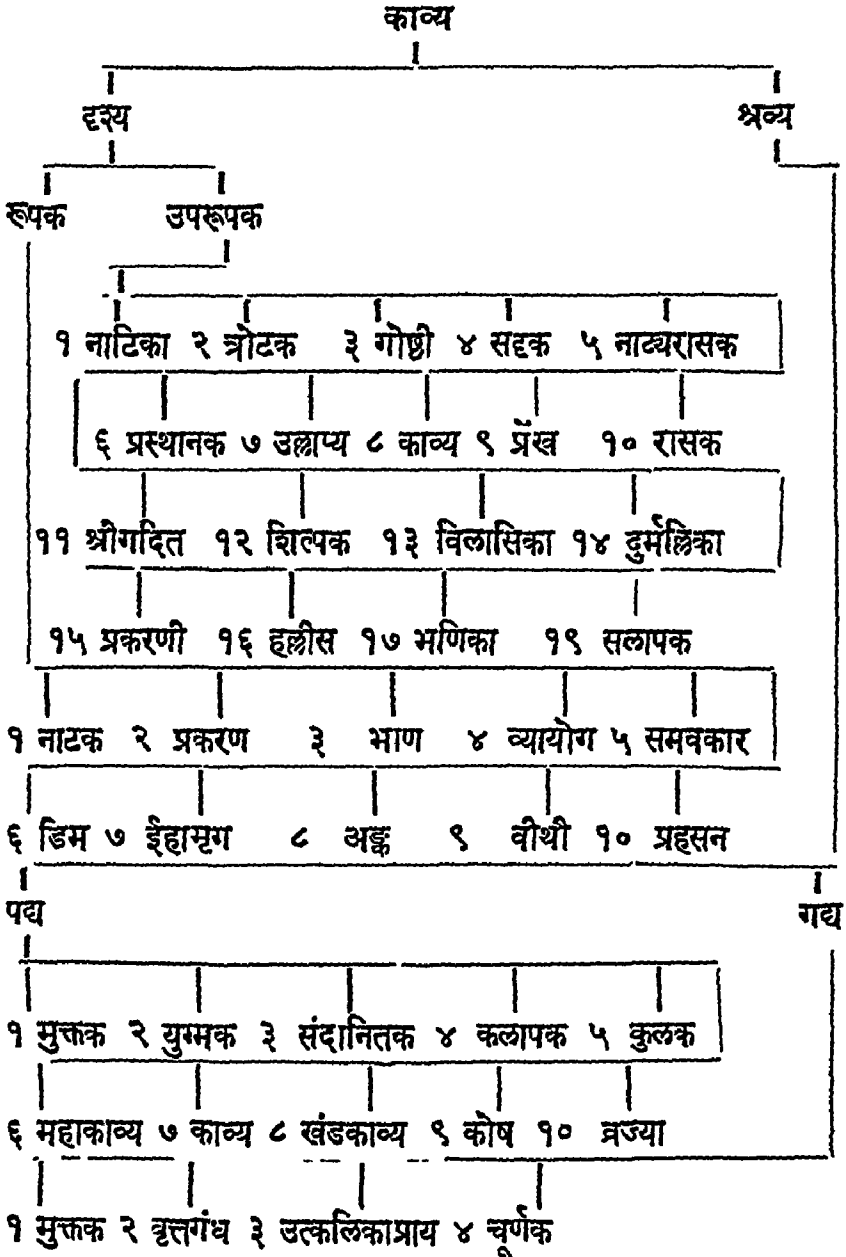 काव्य
दृश्य श्रव्य
रूपक उपरूपक
१ नाटिका २ त्रोटक ३ गोष्ठी ४ सट्टक ५ नाट्यरासक
६ प्रस्थानक ७ उल्लाप्य ८ काव्य ९ प्रेंख १० रासक
११ श्रीगदित १२ शिल्पक १३ विलासिका १४ दुर्मल्लिका
१५ प्रकरणी १६ हल्लीस १७ भणिका १९ सलापक
१ नाटक २ प्रकरण ३ भाण ४ व्यायोग ५ समवकार
६ डिम ७ ईहामृग ८ अङ्क ९ वीथी १० प्रहसन
पद्य गद्य
१ मुक्तक २ युग्मक ३ संदानितक ४ कलापक ५ कुलक
६ महाकाव्य ७ काव्य ८ खंडकाव्य ९ कोष १० व्रज्या
१ मुक्तक २ वृत्तगंध ३ उत्कलिकाप्राय ४ चूर्णक